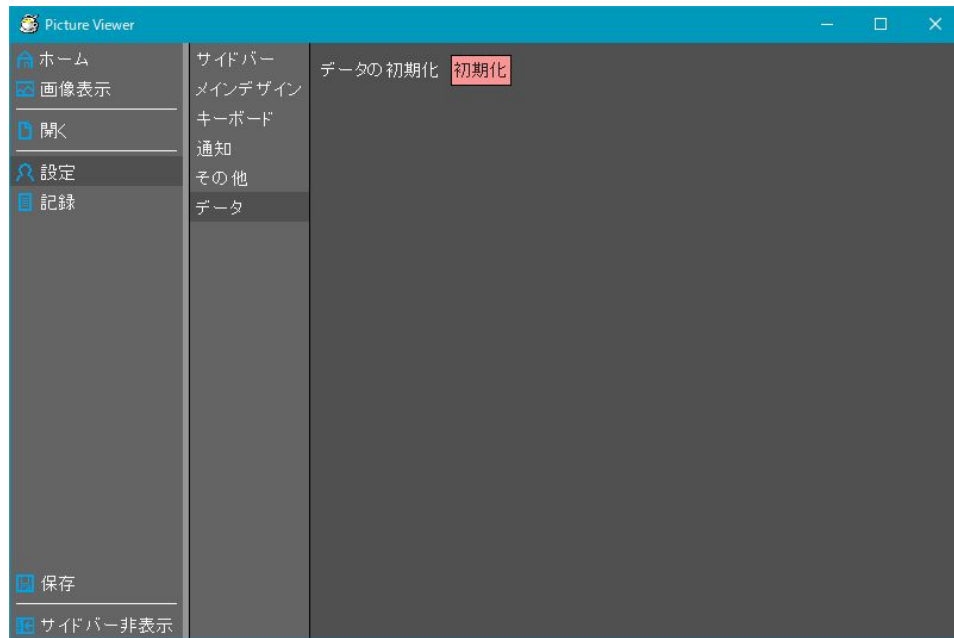 Picture Viewer
ホーム
画像表示
開く
設定
記録
保存
サイドバー非表示
サイドバー
メインデザイン
キーボード
通知
その他
データ
データの初期化 初期化